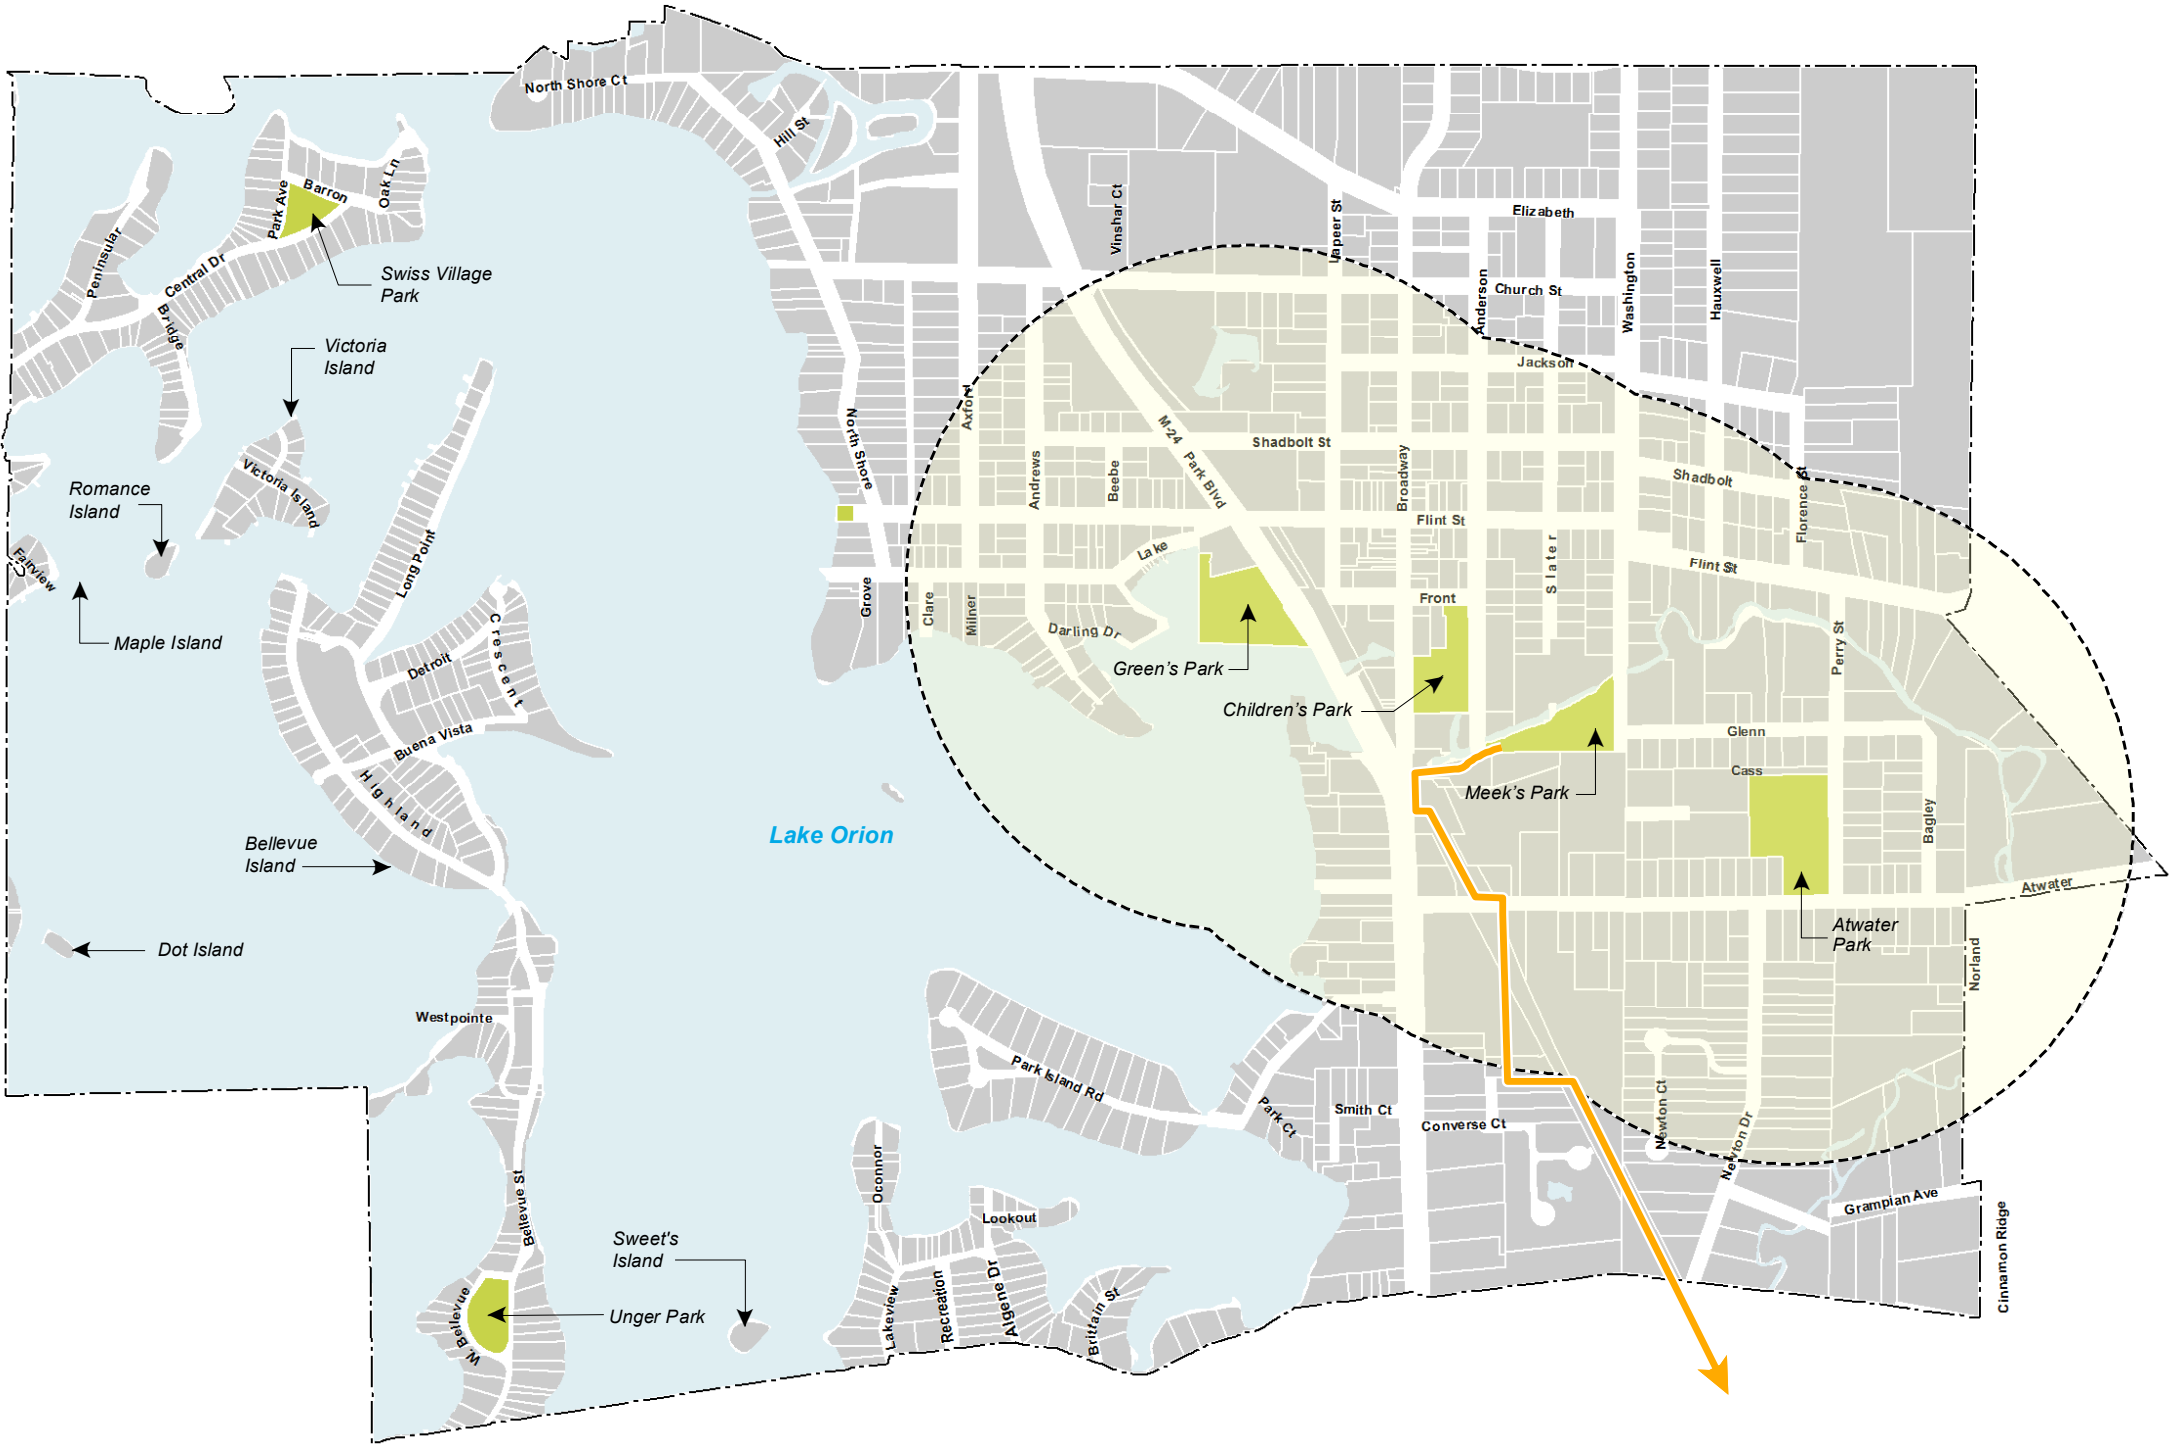 North Shore Ct
Hill St
Barron
Oak Ln
Park Ave
Peninsular
Central Dr
Bridge
Swiss Village
Park
Vinshar Ct
Lapeer St
Elizabeth
Anderson
Church St
Washington
Hauxwell
Victoria
Island
Jackson
Axford
North Shore
M-24
Park Blvd
Shadbolt St
Broadway
Andrews
Beebe
Victoria Island
Romance
Island
Shadbolt
Florence St
Flint St
Slater
Flint St
Fairview
Long Point
Lake
Grove
Clare
Milner
Darling Dr
Front
Maple Island
Crescent
Detroit
Green's Park
Children's Park
Perry St
Buena Vista
Highland
Glenn
Cass
Meek's Park
Bagley
Lake Orion
Bellevue
Island
Atwater
Atwater
Park
Norland
Dot Island
Westpointe
Park Island Rd
Park Ct
Smith Ct
Converse Ct
Newton Ct
Newton Dr
Oconnor
Bellevue St
Lookout
Grampian Ave
Cinnamon Ridge
Sweet's
Island
Unger Park
W. Bellevue
Lakeview
Recreation
Algene Dr
Brittain St